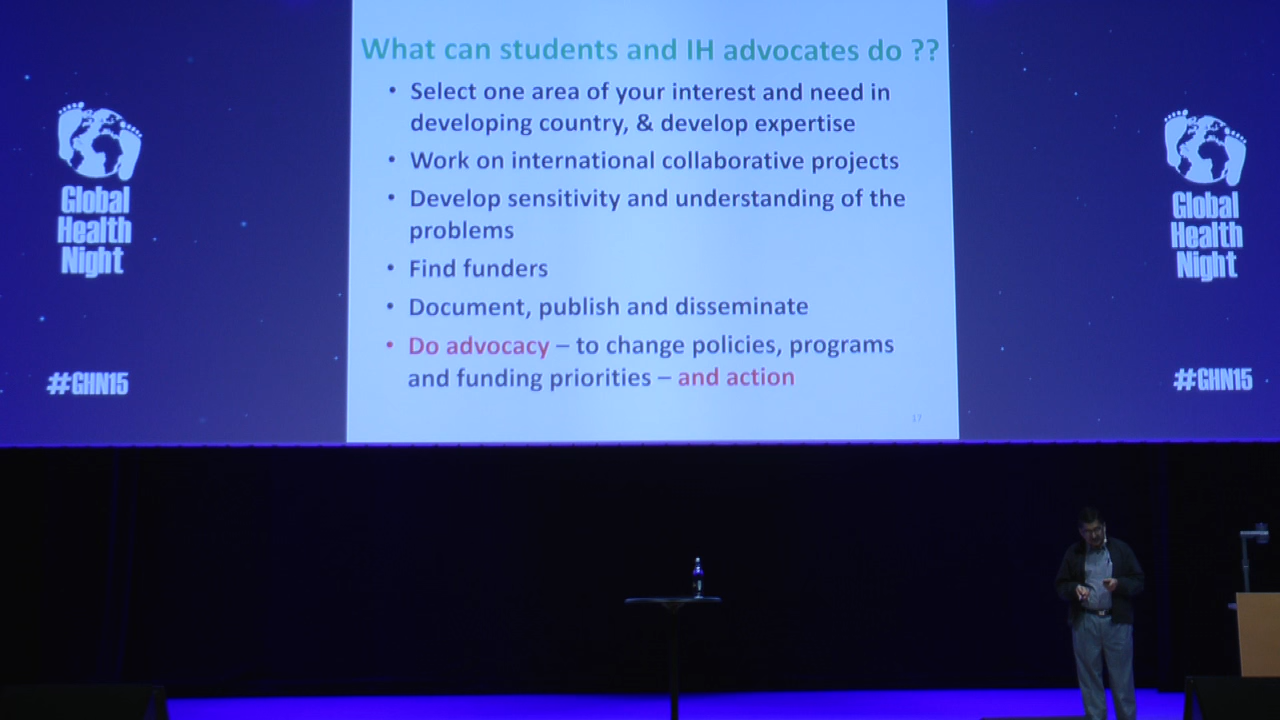 What can students and IH advocates do ??
• Select one area of your interest and need in
developing country, & develop expertise
• Work on international collaborative projects
• Develop sensitivity and understanding of the
problems
• Find funders
• Document, publish and disseminate
• Do advocacy – to change policies, programs
and funding priorities – and action
17
Global
Health
Night
#GHN15
Global
Health
Night
#GHN15